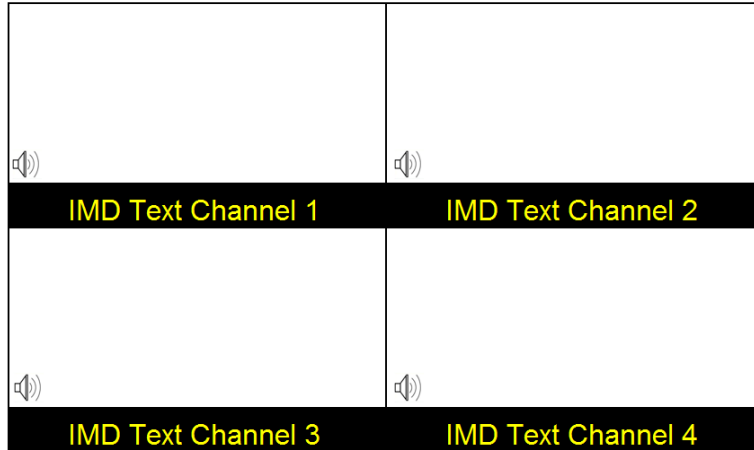 IMD Text Channel 1
IMD Text Channel 2
IMD Text Channel 3
IMD Text Channel 4